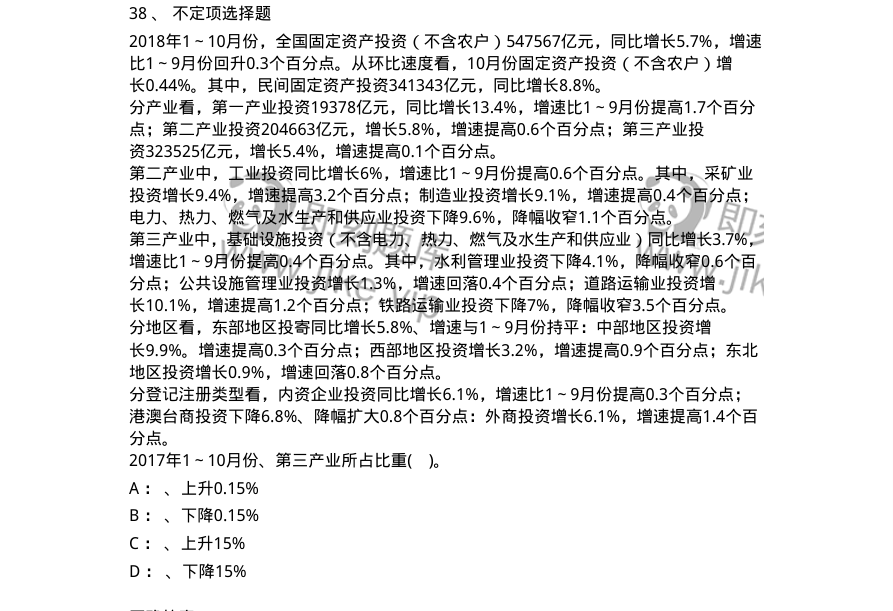 38 、 不定项选择题
2018年1～10月份，全国固定资产投资（不含农户）547567亿元，同比增长5.7%，增速
比1～9月份回升0.3个百分点。从环比速度看，10月份固定资产投资（不含农户）增
长0.44%。其中，民间固定资产投资341343亿元，同比增长8.8%。
分产业看，第一产业投资19378亿元，同比增长13.4%，增速比1～9月份提高1.7个百分
点；第二产业投资204663亿元，增长5.8%，增速提高0.6个百分点；第三产业投
资323525亿元，增长5.4%，增速提高0.1个百分点。
第二产业中，工业投资同比增长6%，增速比1～9月份提高0.6个百分点。其中，采矿业
投资增长9.4%，增速提高3.2个百分点；制造业投资增长9.1%，增速提高0.4个百分点；
电力、热力、燃气及水生产和供应业投资下降9.6%，降幅收窄1.1个百分点。
第三产业中，基础设施投资（不含电力、热力、燃气及水生产和供应业）同比增长3.7%，
增速比1～9月份提高0.4个百分点。其中，水利管理业投资下降4.1%，降幅收窄0.6个百
分点；公共设施管理业投资增长1.3%，增速回落0.4个百分点；道路运输业投资增
长10.1%，增速提高1.2个百分点；铁路运输业投资下降7%，降幅收窄3.5个百分点。
分地区看，东部地区投寄同比增长5.8%、增速与1～9月份持平：中部地区投资增
长9.9%。增速提高0.3个百分点；西部地区投资增长3.2%，增速提高0.9个百分点；东北
地区投资增长0.9%，增速回落0.8个百分点。
分登记注册类型看，内资企业投资同比增长6.1%，增速比1～9月份提高0.3个百分点；
港澳台商投资下降6.8%、降幅扩大0.8个百分点：外商投资增长6.1%，增速提高1.4个百
分点。
2017年1～10月份、第三产业所占比重(　)。
A： 、上升0.15%
B： 、下降0.15%
C： 、上升15%
D： 、下降15%
即刻题库
www.jike.vip
即刻
www.jik